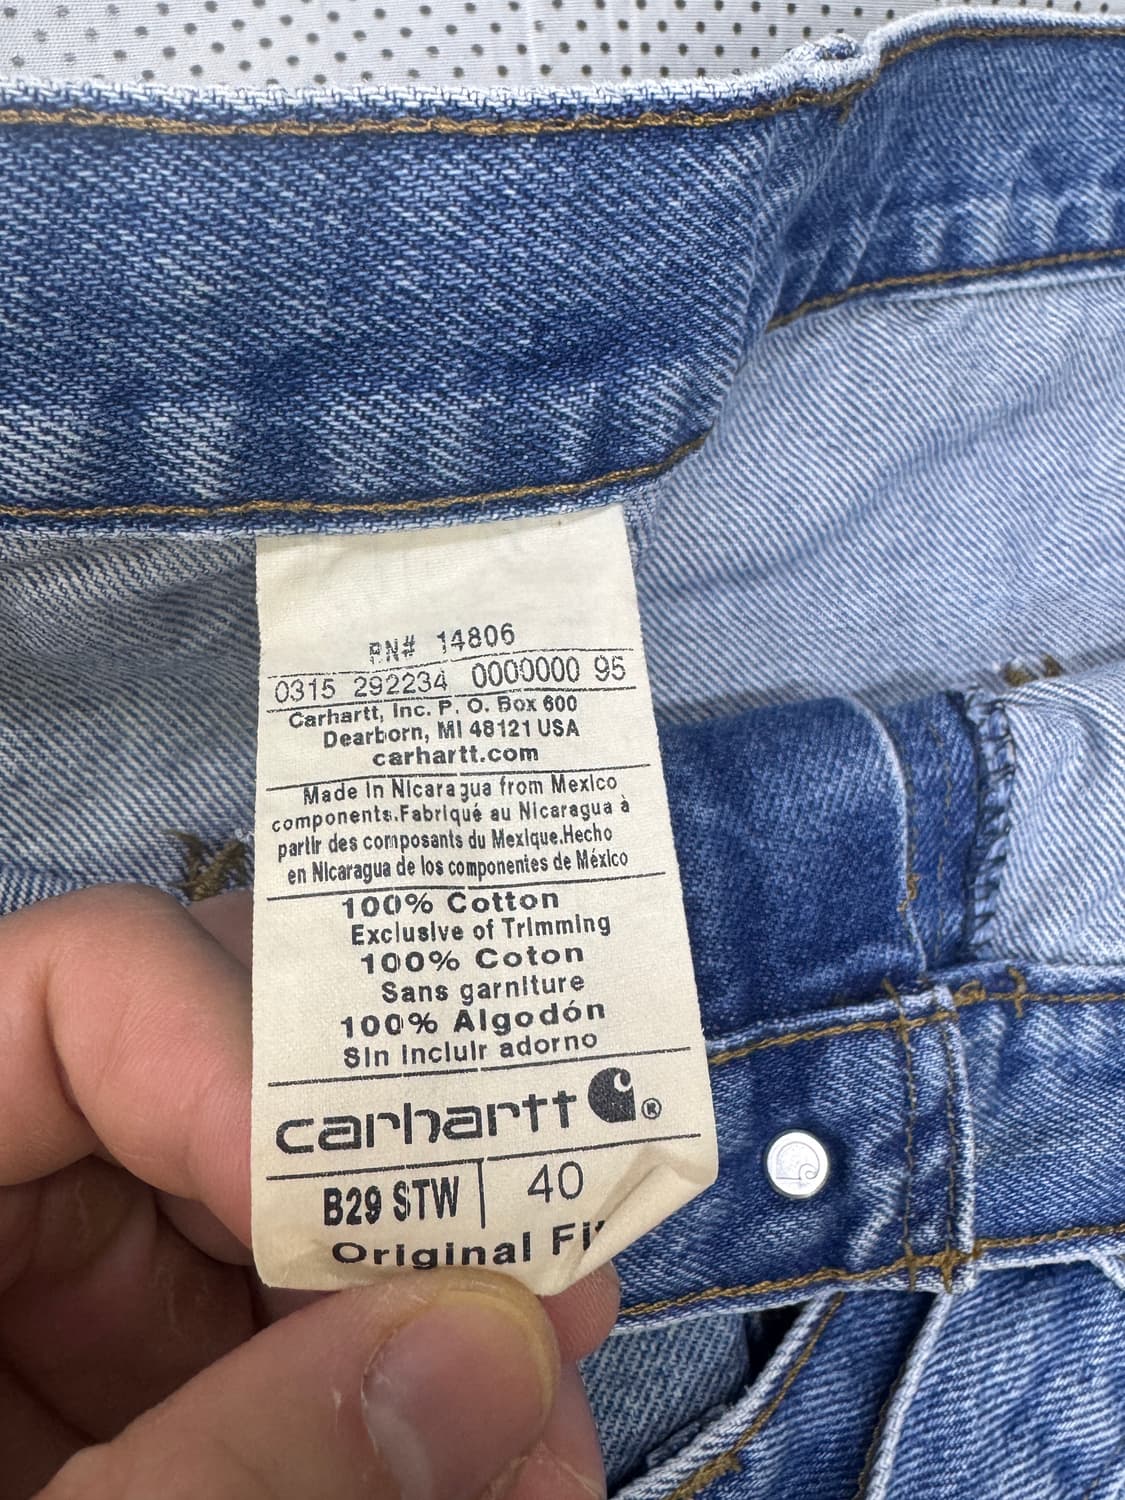 RN# 14806
0315 292234 0000000 95
Carhartt, Inc. P. O. Box 600
Dearborn, MI 48121 USA
carhartt.com
Made In Nicaragua from Mexico
components.Fabriqué au Nicaragua à
partir des composants du Mexique.Hecho
en Nicaragua de los componentes de México
100% Cotton
Exclusive of Trimming
100% Coton
Sans garniture
100% Algodón
Sin incluir adorno
carhartt ®
B29 STW 40
Original Fit